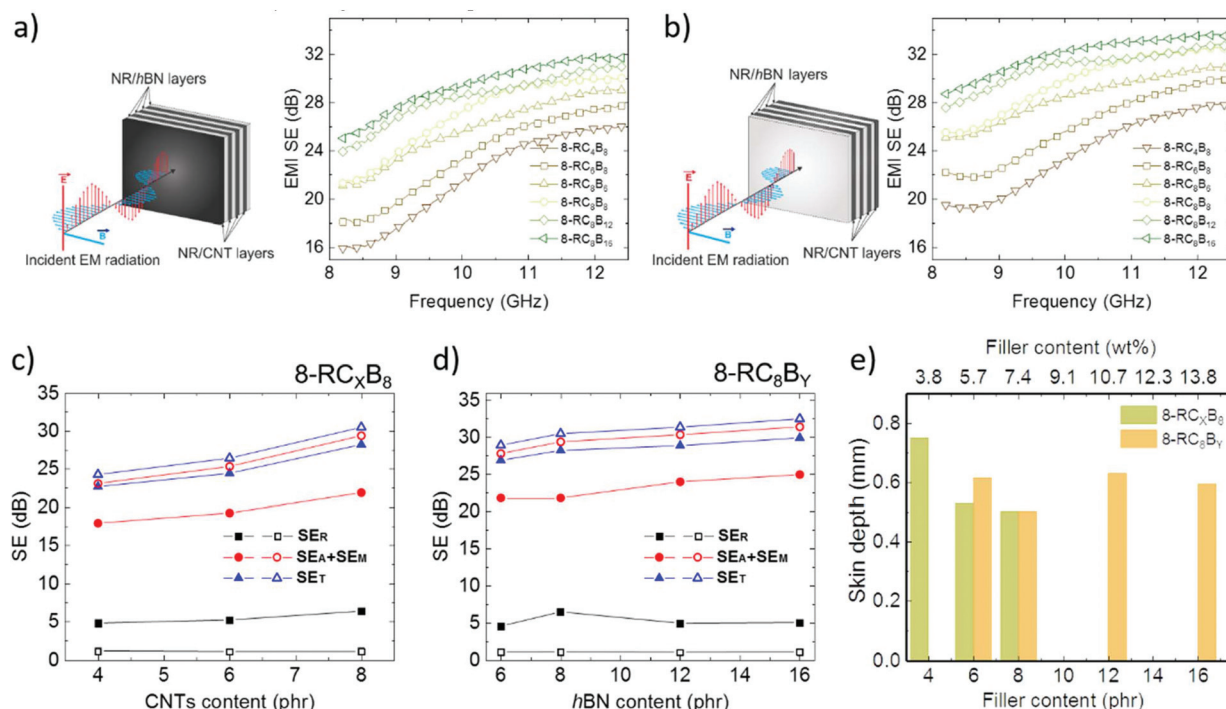 a)
NR/hBN layers
E
B
Incident EM radiation
NR/CNT layers
EMI SE (dB)
32
28
24
20
16
8-RC₄B₈
8-RC₆B₈
8-RC₈B₆
8-RC₈B₈
8-RC₈B₁₂
8-RC₈B₁₆
8 9 10 11 12
Frequency (GHz)
b)
NR/hBN layers
E
B
Incident EM radiation
NR/CNT layers
EMI SE (dB)
32
28
24
20
16
8-RC₄B₈
8-RC₆B₈
8-RC₈B₆
8-RC₈B₈
8-RC₈B₁₂
8-RC₈B₁₆
8 9 10 11 12
Frequency (GHz)
c)
8-RCXB₈
SE (dB)
35
30
25
20
15
10
5
0
SER
SEA+SEM
SET
4 5 6 7 8
CNTs content (phr)
d)
8-RC₈BY
SE (dB)
35
30
25
20
15
10
5
0
SER
SEA+SEM
SET
6 8 10 12 14 16
hBN content (phr)
e)
Filler content (wt%)
3.8 5.7 7.4 9.1 10.7 12.3 13.8
Skin depth (mm)
0.8
0.6
0.4
0.2
0.0
8-RCXB₈
8-RC₈BY
4 6 8 10 12 14 16
Filler content (phr)